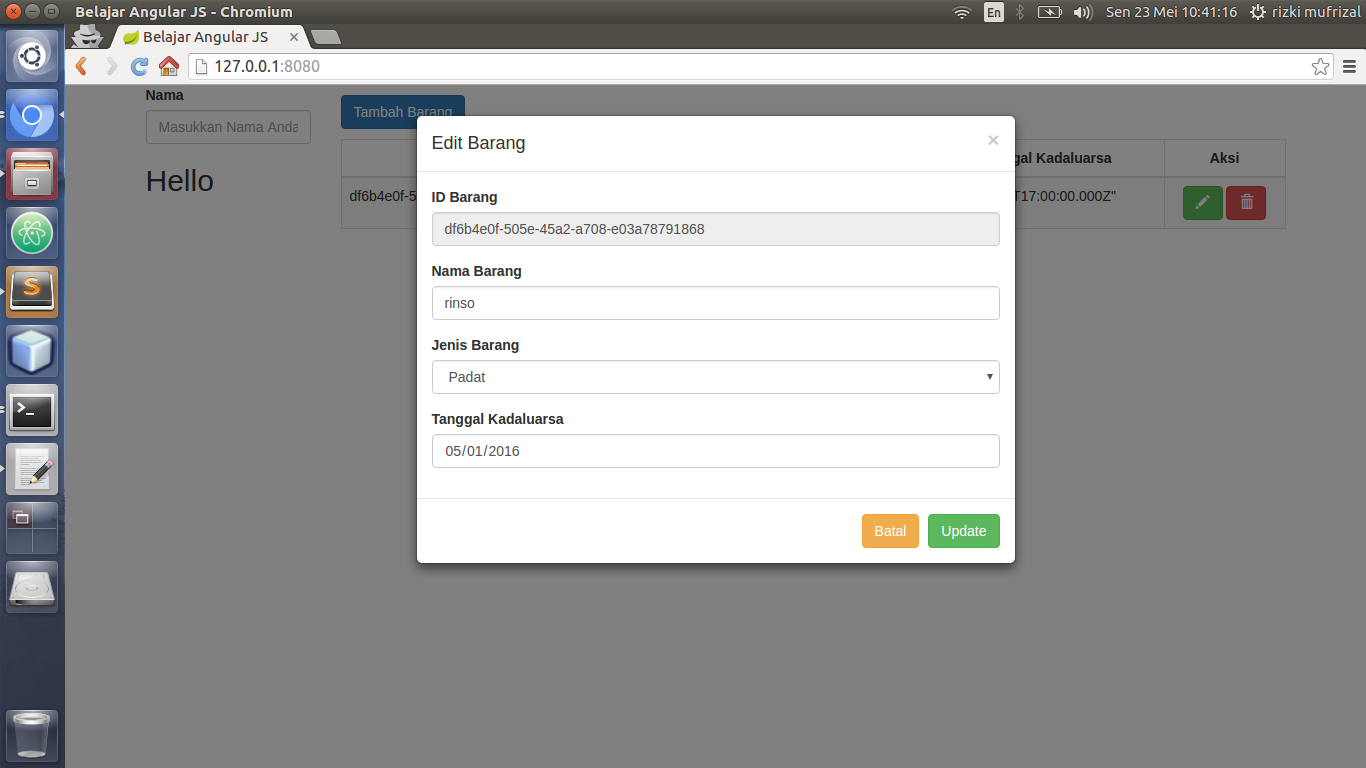 Belajar Angular JS - Chromium
En
Sen 23 Mei 10:41:16
rizki mufrizal
Belajar Angular JS
127.0.0.1:8080
Nama
Masukkan Nama Anda
Hello
Tambah Barang
Kadaluarsa
Aksi
df6b4e0f-5
T17:00:00.000Z"
Edit Barang
×
ID Barang
df6b4e0f-505e-45a2-a708-e03a78791868
Nama Barang
rinso
Jenis Barang
Padat
Tanggal Kadaluarsa
05/01/2016
Batal
Update